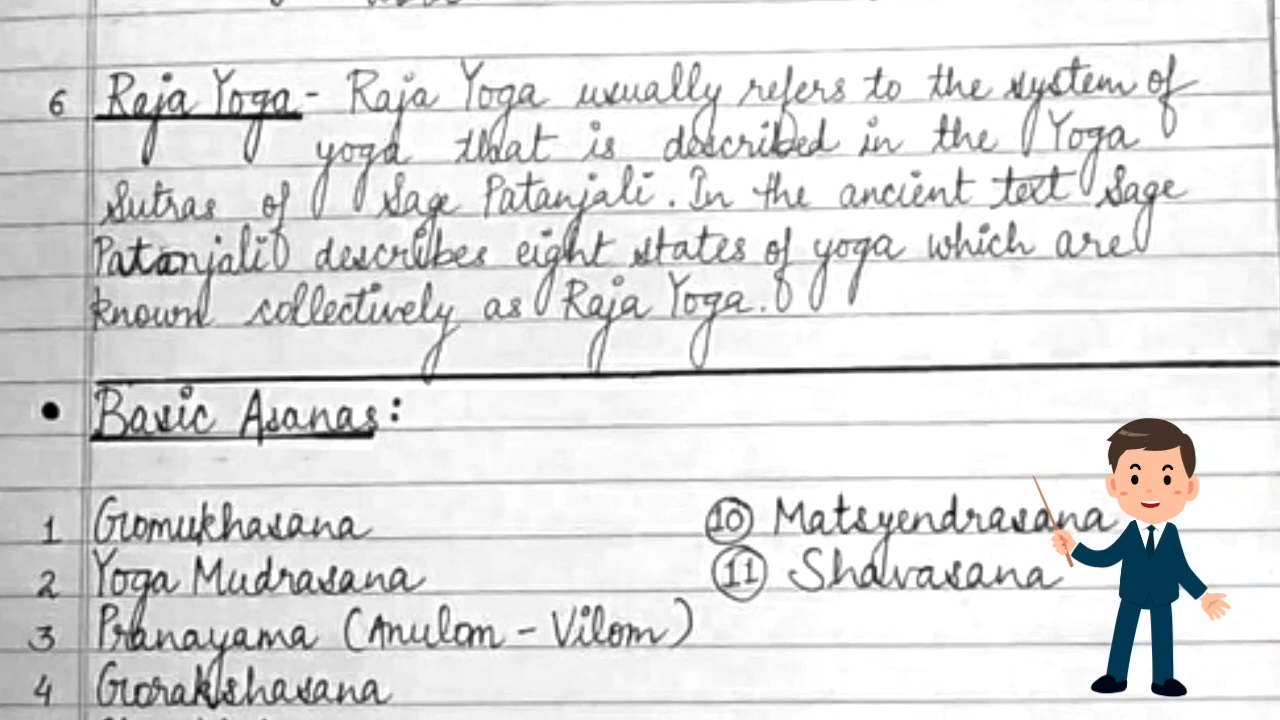 6 Raja Yoga - Raja Yoga usually refers to the system of
yoga that is described in the Yoga
Sutras of Sage Patanjali. In the ancient text Sage
Patanjali describes eight states of yoga which are
known collectively as Raja Yoga.
• Basic Asanas:
1 Gomukhasana
2 Yoga Mudrasana
3 Pranayama (Anulom - Vilom)
4 Gorakshasana
10 Matsyendrasana
11 Shavasana